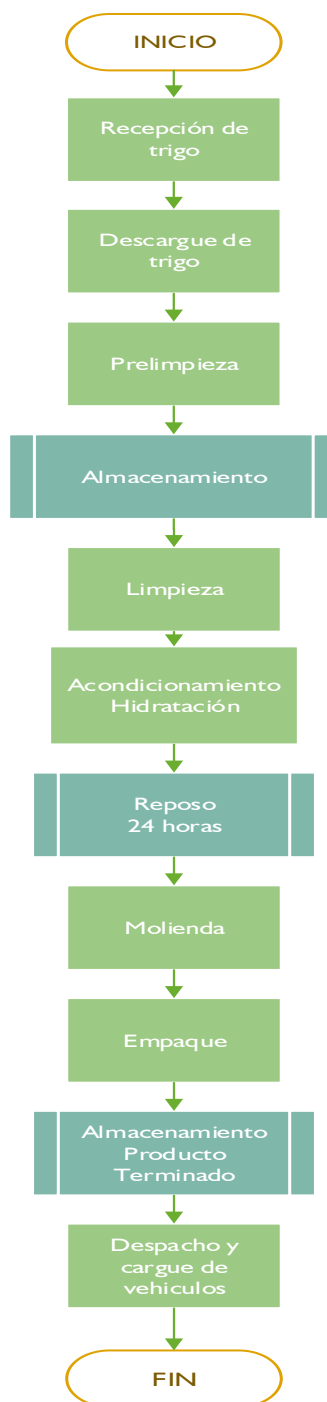 INICIO
Recepción de
trigo
Descargue de
trigo
Prelimpieza
Almacenamiento
Limpieza
Acondicionamiento
Hidratación
Reposo
24 horas
Molienda
Empaque
Almacenamiento
Producto
Terminado
Despacho y
cargue de
vehiculos
FIN